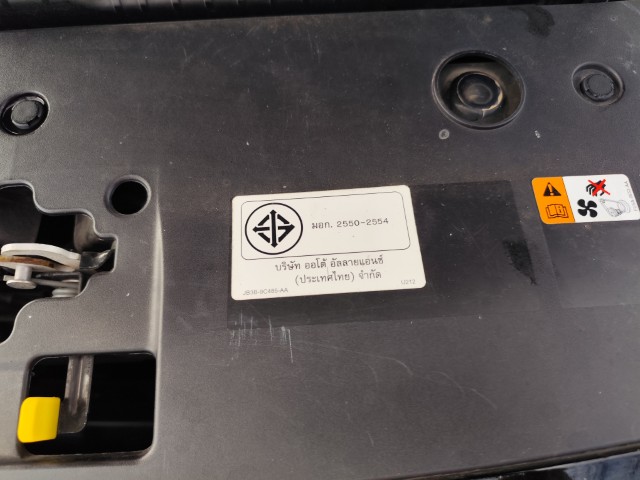 มอก. 2550-2554
บริษัท ออโต้ อัลลายแอนซ์
(ประเทศไทย) จำกัด